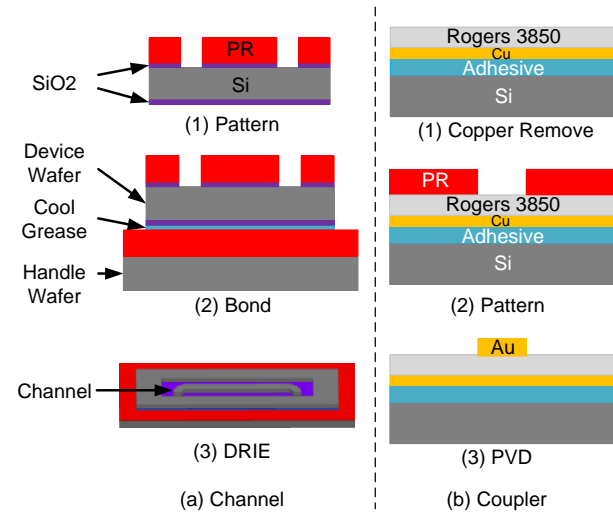 PR
SiO2
Si
(1) Pattern
Device
Wafer
Cool
Grease
Handle
Wafer
(2) Bond
Channel
(3) DRIE
(a) Channel
Rogers 3850
Cu
Adhesive
Si
(1) Copper Remove
PR
Rogers 3850
Cu
Adhesive
Si
(2) Pattern
Au
(3) PVD
(b) Coupler